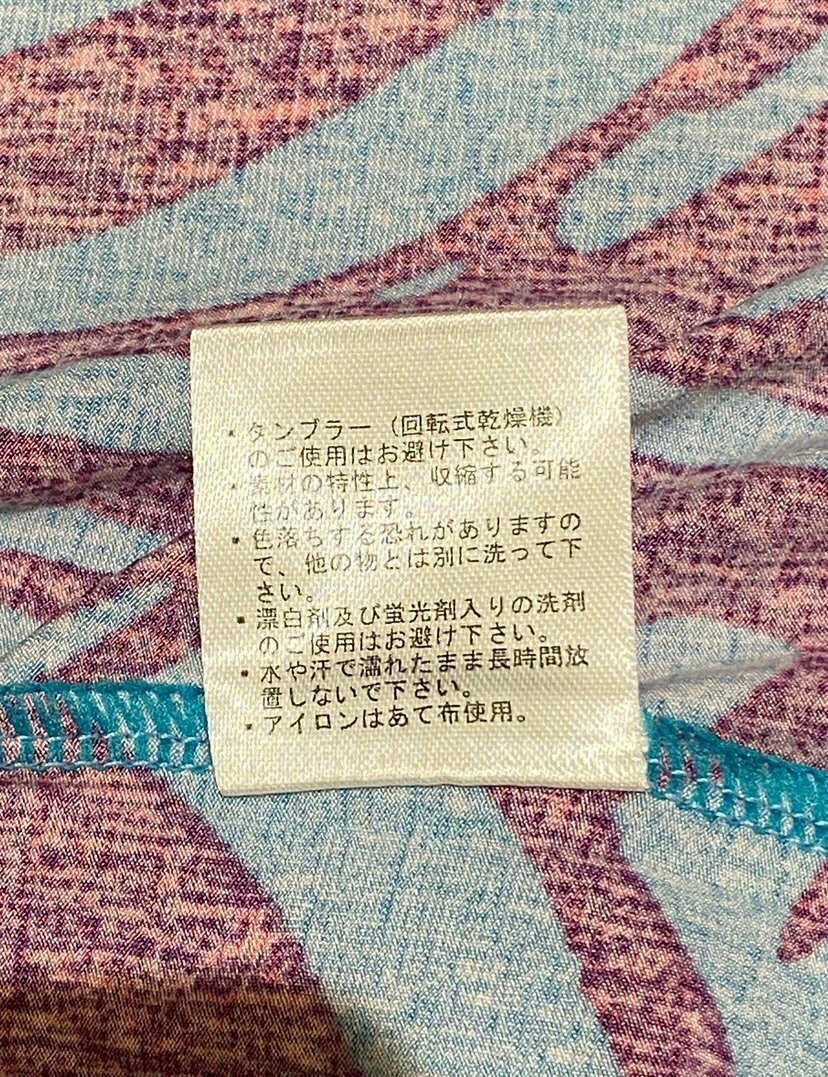 ・タンブラー（回転式乾燥機）
のご使用はお避け下さい。
・素材の特性上、収縮する可能
性があります。
・色落ちする恐れがありますの
で、他の物とは別に洗って下
さい。
・漂白剤及び蛍光剤入りの洗剤
のご使用はお避け下さい。
・水や汗で濡れたまま長時間放
置しないで下さい。
・アイロンはあて布使用。